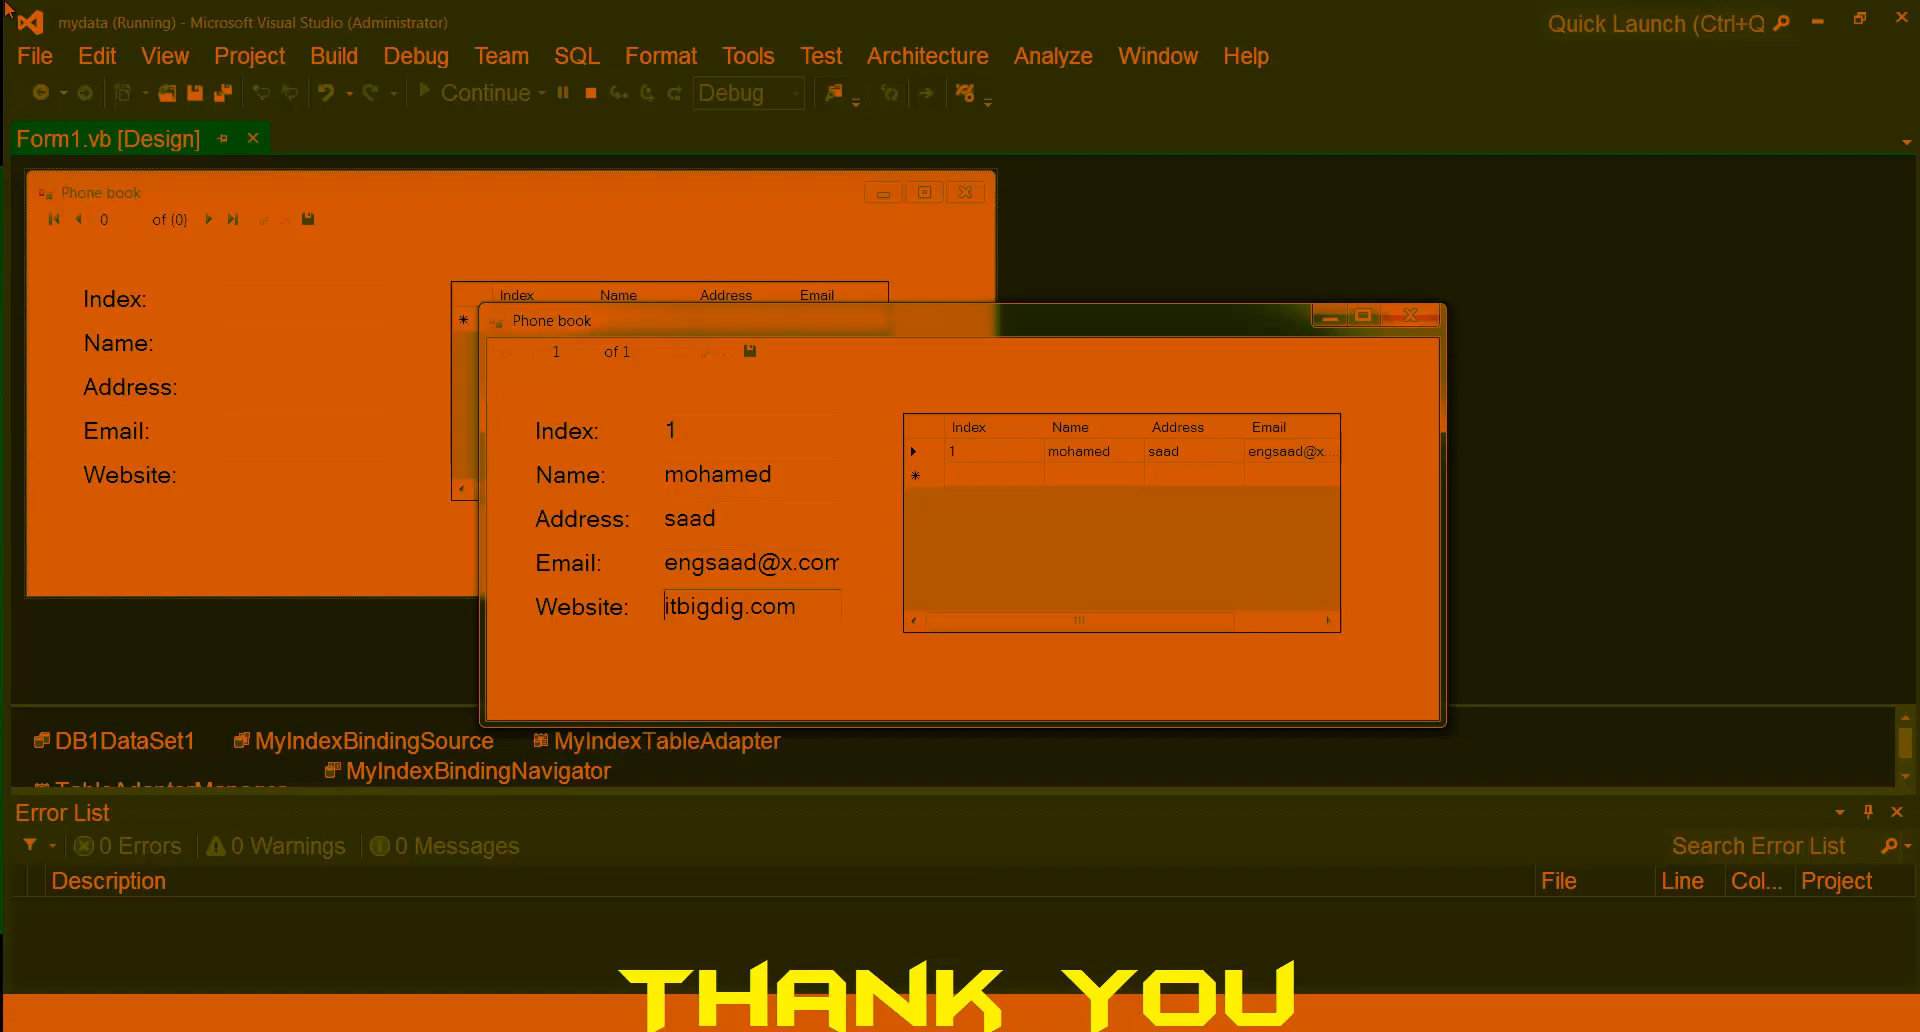 mydata (Running) - Microsoft Visual Studio (Administrator)
Quick Launch (Ctrl+Q
File Edit View Project Build Debug Team SQL Format Tools Test Architecture Analyze Window Help
Continue Debug
Form1.vb [Design]
Phone book
0 of {0}
Index:
Name:
Address:
Email:
Website:
Index Name Address Email
Phone book
1 of 1
Index: 1
Name: mohamed
Address: saad
Email: engsaad@x.com
Website: itbigdig.com
Index Name Address Email
1 mohamed saad engsaad@x....
DB1DataSet1 MyIndexBindingSource MyIndexTableAdapter
TableAdapterManager MyIndexBindingNavigator
Error List
0 Errors 0 Warnings 0 Messages
Search Error List
Description File Line Col... Project
THANK YOU